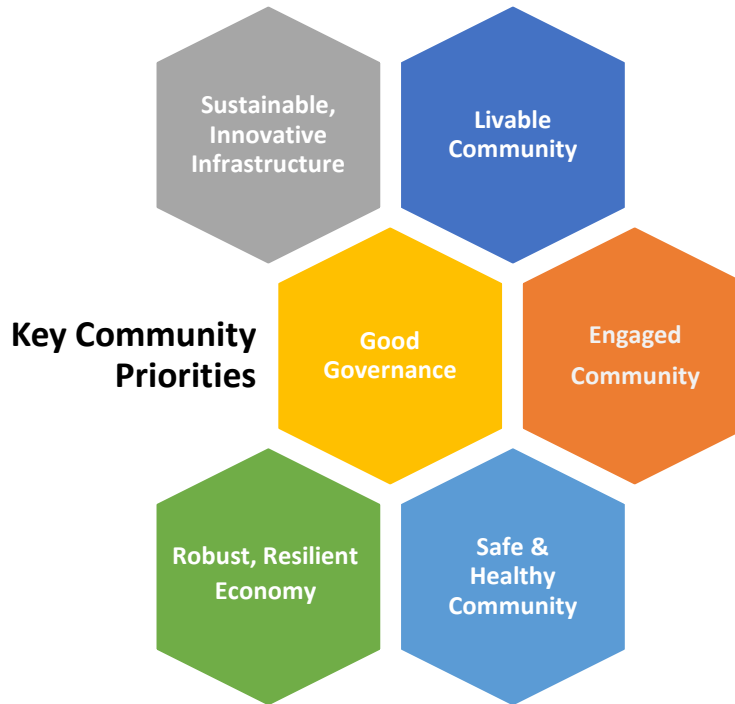 Sustainable,
Innovative
Infrastructure
Livable
Community
Key Community
Priorities
Good
Governance
Engaged
Community
Robust, Resilient
Economy
Safe &
Healthy
Community